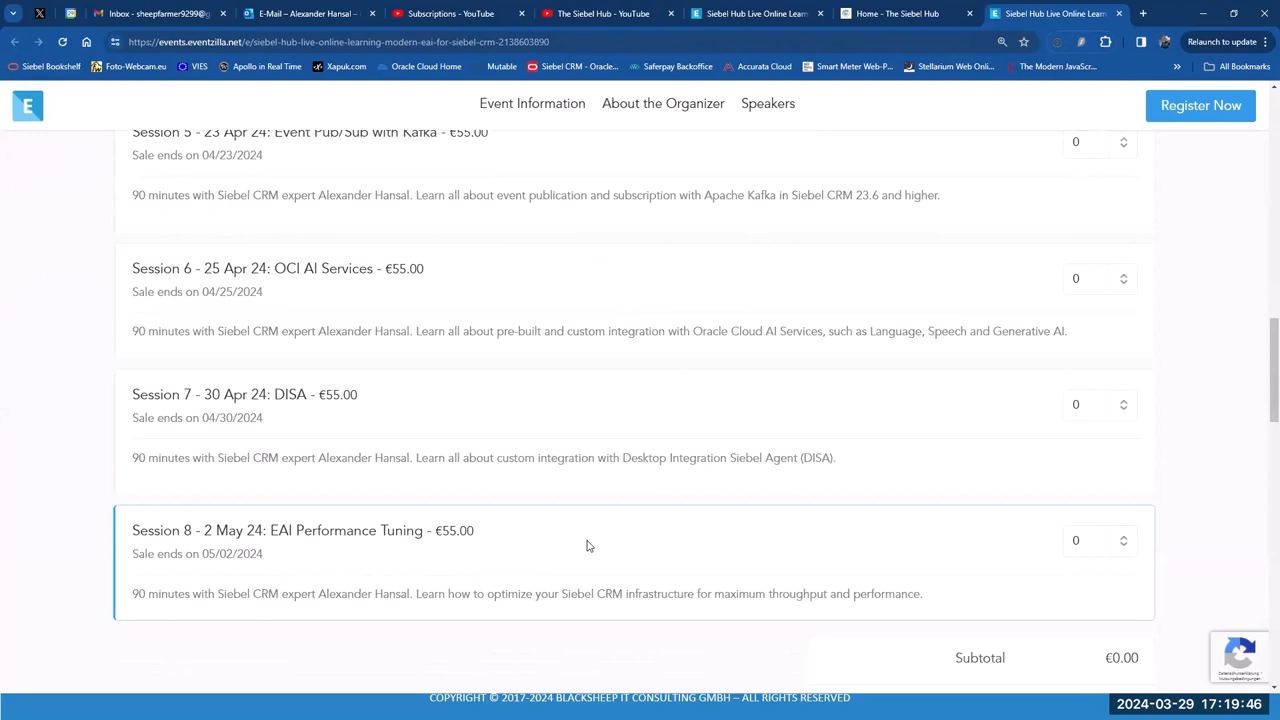 Inbox - sheepfarmer9299@g
E-Mail – Alexander Hansal -
Subscriptions - YouTube
The Siebel Hub - YouTube
Siebel Hub Live Online Learn
Home - The Siebel Hub
Siebel Hub Live Online Learn
https://events.eventzilla.net/e/siebel-hub-live-online-learning-modern-eai-for-siebel-crm-2138603890
Relaunch to update
Siebel Bookshelf
Foto-Webcam.eu
VIES
Apollo in Real Time
Xapuk.com
Oracle Cloud Home
Mutable
Siebel CRM - Oracle...
Saferpay Backoffice
Accurata Cloud
Smart Meter Web-P...
Stellarium Web Onli...
The Modern JavaScr...
All Bookmarks
E
Event Information
About the Organizer
Speakers
Register Now
Session 5 - 23 Apr 24: Event Pub/Sub with Kafka - €55.00
0
Sale ends on 04/23/2024
90 minutes with Siebel CRM expert Alexander Hansal. Learn all about event publication and subscription with Apache Kafka in Siebel CRM 23.6 and higher.
Session 6 - 25 Apr 24: OCI AI Services - €55.00
0
Sale ends on 04/25/2024
90 minutes with Siebel CRM expert Alexander Hansal. Learn all about pre-built and custom integration with Oracle Cloud AI Services, such as Language, Speech and Generative AI.
Session 7 - 30 Apr 24: DISA - €55.00
0
Sale ends on 04/30/2024
90 minutes with Siebel CRM expert Alexander Hansal. Learn all about custom integration with Desktop Integration Siebel Agent (DISA).
Session 8 - 2 May 24: EAI Performance Tuning - €55.00
0
Sale ends on 05/02/2024
90 minutes with Siebel CRM expert Alexander Hansal. Learn how to optimize your Siebel CRM infrastructure for maximum throughput and performance.
Subtotal €0.00
Datenschutzerklärung -
Nutzungsbedingungen
COPYRIGHT © 2017-2024 BLACKSHEEP IT CONSULTING GMBH – ALL RIGHTS RESERVED
2024-03-29 17:19:46